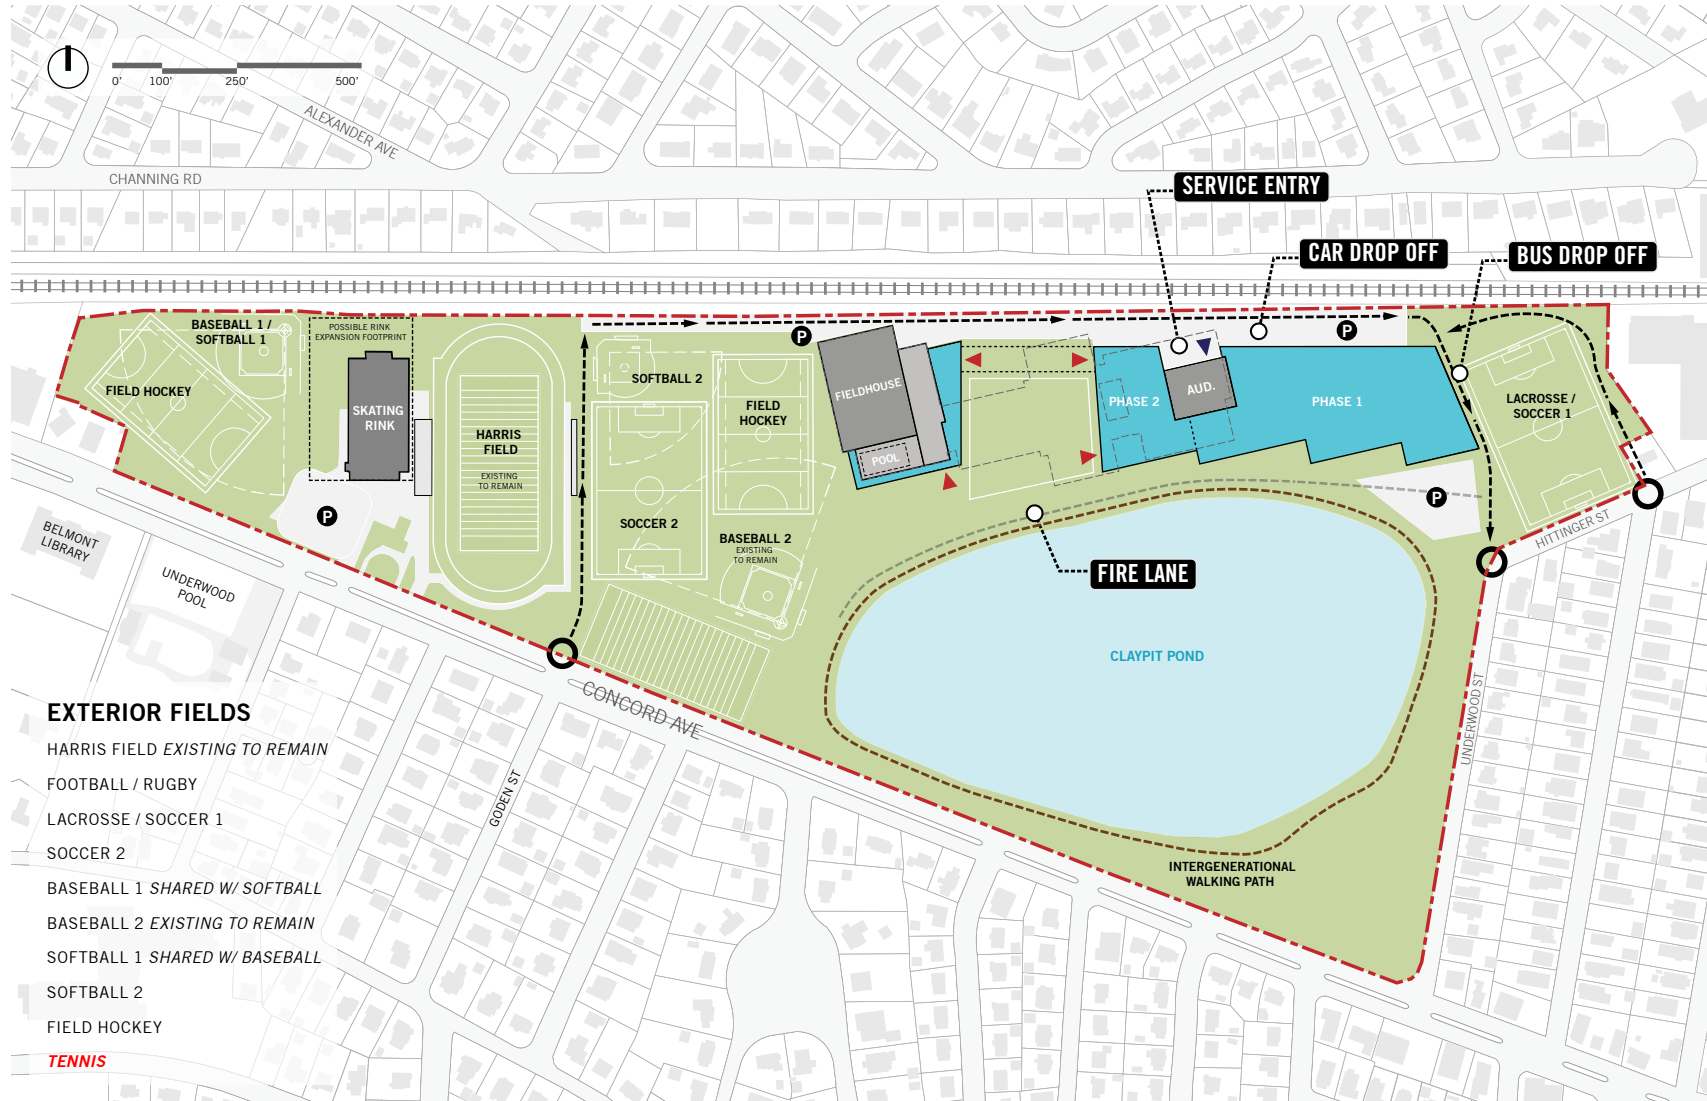 0'
100'
250'
500'
ALEXANDER AVE
CHANNING RD
SERVICE ENTRY
CAR DROP OFF
BUS DROP OFF
BASEBALL 1 /
SOFTBALL 1
POSSIBLE RINK
EXPANSION FOOTPRINT
P
P
FIELD HOCKEY
SKATING
RINK
HARRIS
FIELD
EXISTING
TO REMAIN
SOFTBALL 2
FIELD
HOCKEY
FIELDHOUSE
POOL
PHASE 2
AUD.
PHASE 1
LACROSSE /
SOCCER 1
P
P
SOCCER 2
BASEBALL 2
EXISTING
TO REMAIN
BELMONT
LIBRARY
UNDERWOOD
POOL
HITTINGER ST
FIRE LANE
CLAYPIT POND
CONCORD AVE
UNDERWOOD ST
GODEN ST
INTERGENERATIONAL
WALKING PATH
EXTERIOR FIELDS
HARRIS FIELD EXISTING TO REMAIN
FOOTBALL / RUGBY
LACROSSE / SOCCER 1
SOCCER 2
BASEBALL 1 SHARED W/ SOFTBALL
BASEBALL 2 EXISTING TO REMAIN
SOFTBALL 1 SHARED W/ BASEBALL
SOFTBALL 2
FIELD HOCKEY
TENNIS